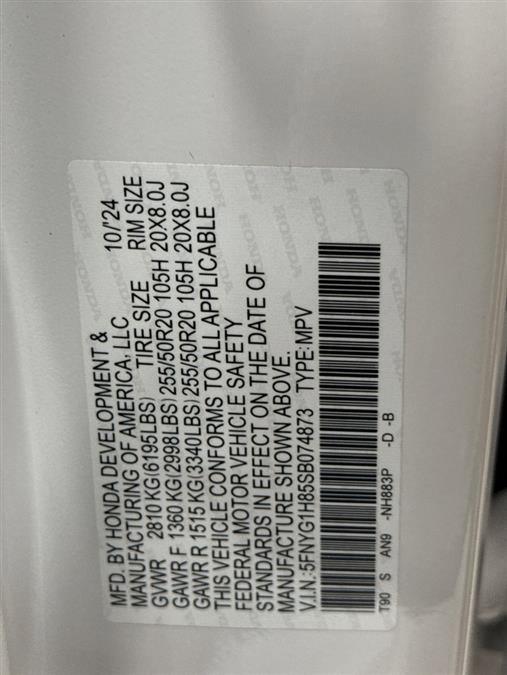 MFD. BY HONDA DEVELOPMENT & 10/'24
MANUFACTURING OF AMERICA, LLC
GVWR 2810 KG(6195LBS) TIRE SIZE RIM SIZE
GAWR F 1360 KG(2998LBS) 255/50R20 105H 20X8.0J
GAWR R 1515 KG(3340LBS) 255/50R20 105H 20X8.0J
THIS VEHICLE CONFORMS TO ALL APPLICABLE
FEDERAL MOTOR VEHICLE SAFETY
STANDARDS IN EFFECT ON THE DATE OF
MANUFACTURE SHOWN ABOVE.
V.I.N.:5FNYG1H85SB074873 TYPE:MPV
T90 S AN9 -NH883P -D -B